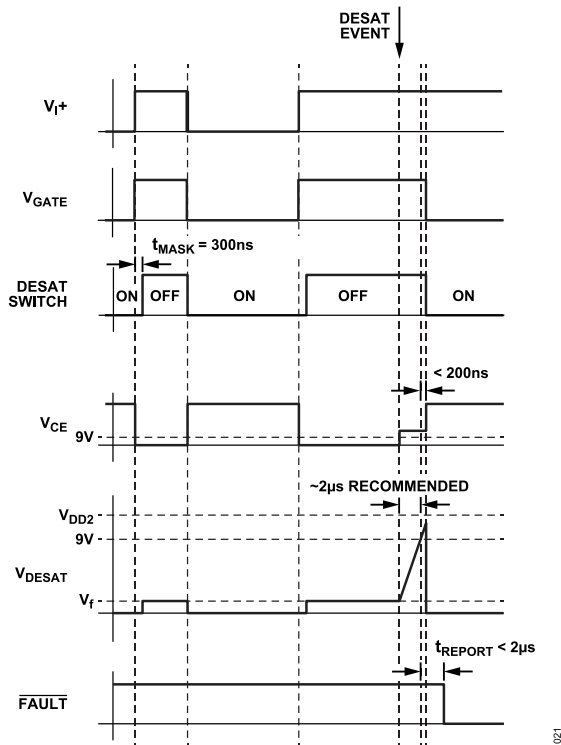 DESAT
EVENT
VI+
VGATE
tMASK = 300ns
DESAT
SWITCH
ON OFF ON OFF ON
< 200ns
VCE
9V
~2µs RECOMMENDED
VDD2
9V
VDESAT
Vf
tREPORT < 2µs
FAULT
021